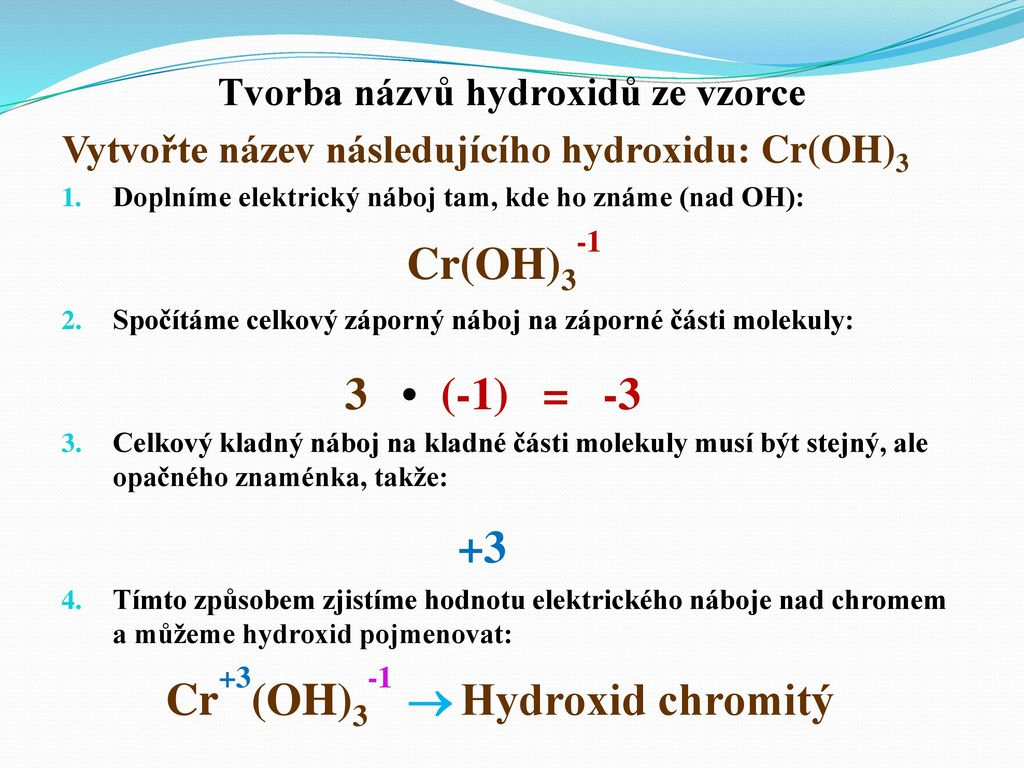 Tvorba názvů hydroxidů ze vzorce
Vytvořte název následujícího hydroxidu: Cr(OH)₃
1. Doplníme elektrický náboj tam, kde ho známe (nad OH):
Cr(OH)₃⁻¹
2. Spočítáme celkový záporný náboj na záporné části molekuly:
3 • (-1) = -3
3. Celkový kladný náboj na kladné části molekuly musí být stejný, ale
opačného znaménka, takže:
+3
4. Tímto způsobem zjistíme hodnotu elektrického náboje nad chromem
a můžeme hydroxid pojmenovat:
Cr⁺³(OH)₃⁻¹ → Hydroxid chromitý